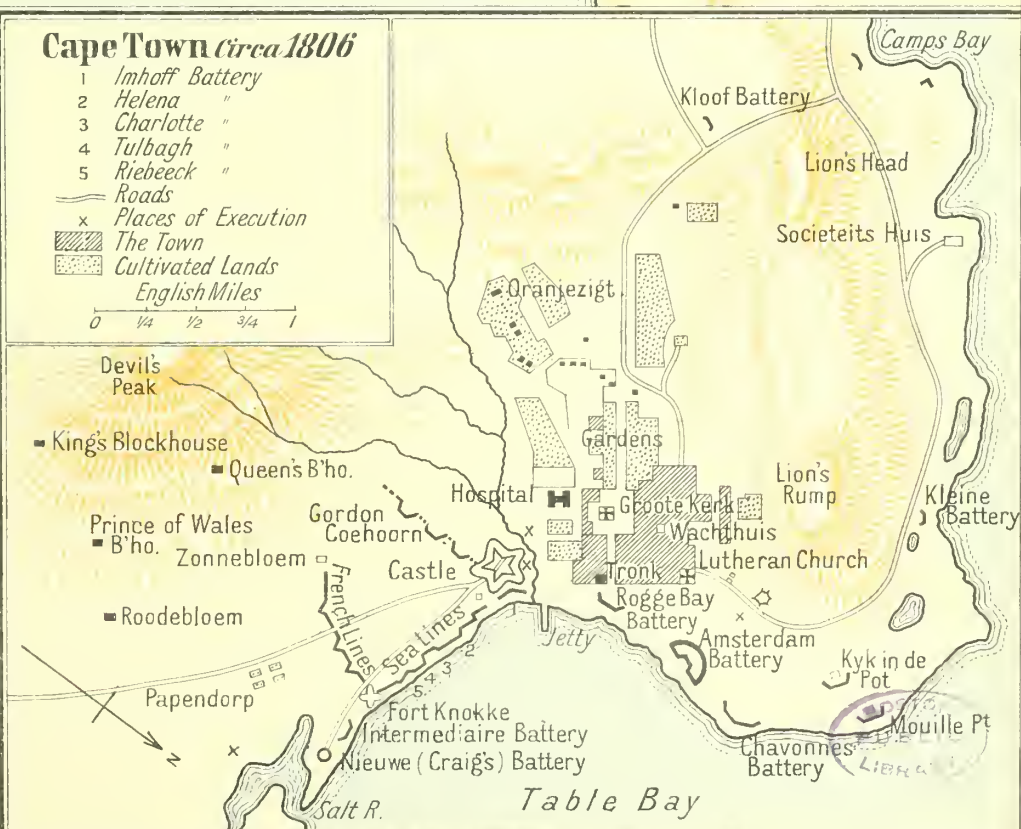 Cape Town Circa 1806
1 Imhoff Battery
2 Helena "
3 Charlotte "
4 Tulbagh "
5 Riebeeck "
Roads
x Places of Execution
The Town
Cultivated Lands
English Miles
0 1/4 1/2 3/4 1
Camps Bay
Kloof Battery
Lion's Head
Societeits Huis
Oranjezigt
Devil's
Peak
King's Blockhouse
Queen's B'ho.
Gardens
Lion's
Rump
Kleine
Battery
Hospital
Groote Kerk
Wachthuis
Gordon
Coehoorn
Prince of Wales
B'ho.
Zonnebloem
Castle
Tronk
Lutheran Church
French Lines
Sea Lines
Rogge Bay
Battery
Roodebloem
Jetty
Amsterdam
Battery
Kyk in de
Pot
1
2
3
4
5
Papendorp
Fort Knokke
Intermediaire Battery
Nieuwe (Craig's) Battery
Chavonnes
Battery
Mouille Pt
PUBLIC
N
Salt R.
Table Bay